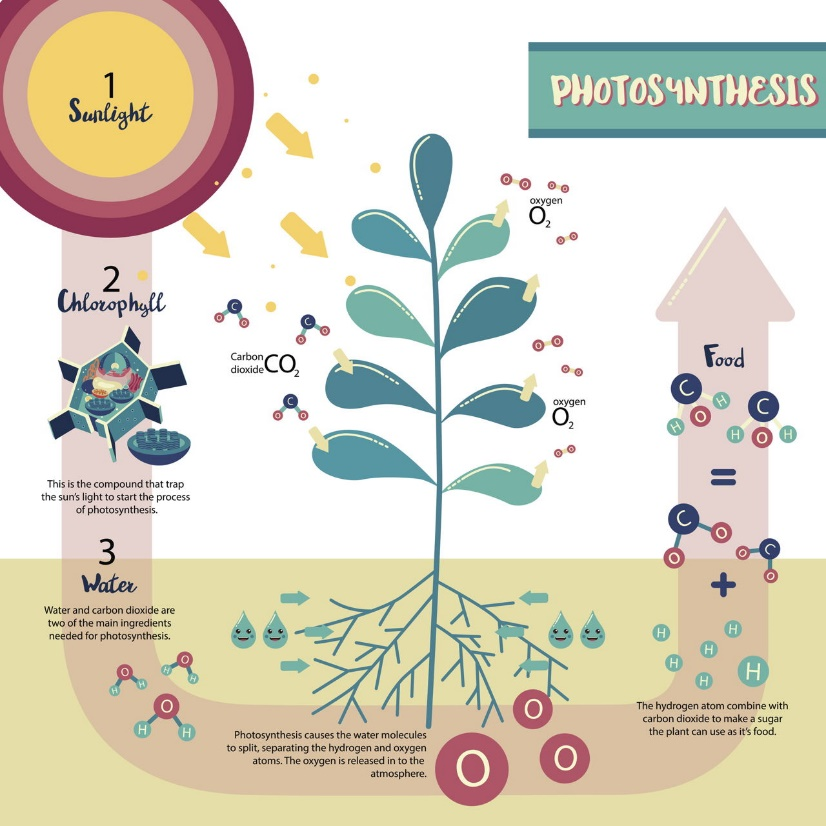 PHOTOSYNTHESIS
1
Sunlight
2
Chlorophyll
This is the compound that trap
the sun's light to start the process
of photosynthesis.
3
Water
Water and carbon dioxide are
two of the main ingredients
needed for photosynthesis.
O
H
H
O
H
H
O
H
H
C
O
O
C
O
O
Carbon
dioxide CO2
C
O
O
O
O
O
O
oxygen
O2
O
O
O
O
O
O
oxygen
O2
O
O
Photosynthesis causes the water molecules
to split, separating the hydrogen and oxygen
atoms. The oxygen is released in to the
atmosphere.
O
O
O
Food
C
H
O
H
C
H
O
H
=
C
O
O
C
O
O
+
H
H
H
H
H
H
The hydrogen atom combine with
carbon dioxide to make a sugar
the plant can use as it's food.